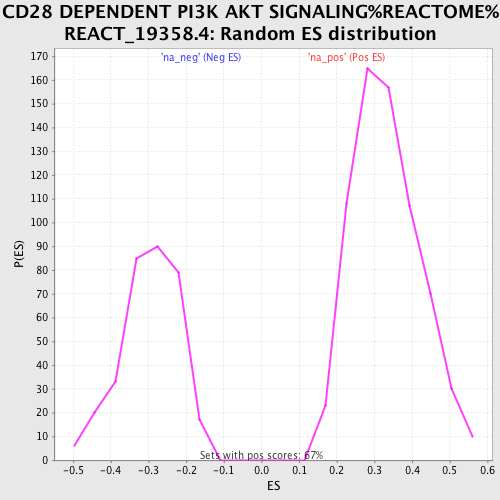 CD28 DEPENDENT PI3K AKT SIGNALING%REACTOME%
REACT_19358.4: Random ES distribution
'na_neg' (Neg ES) 'na_pos' (Pos ES)
170
160
150
140
130
120
110
100
90
80
70
60
50
40
30
20
10
0
P(ES)
Sets with pos scores: 67%
-0.5 -0.4 -0.3 -0.2 -0.1 0.0 0.1 0.2 0.3 0.4 0.5 0.6
ES